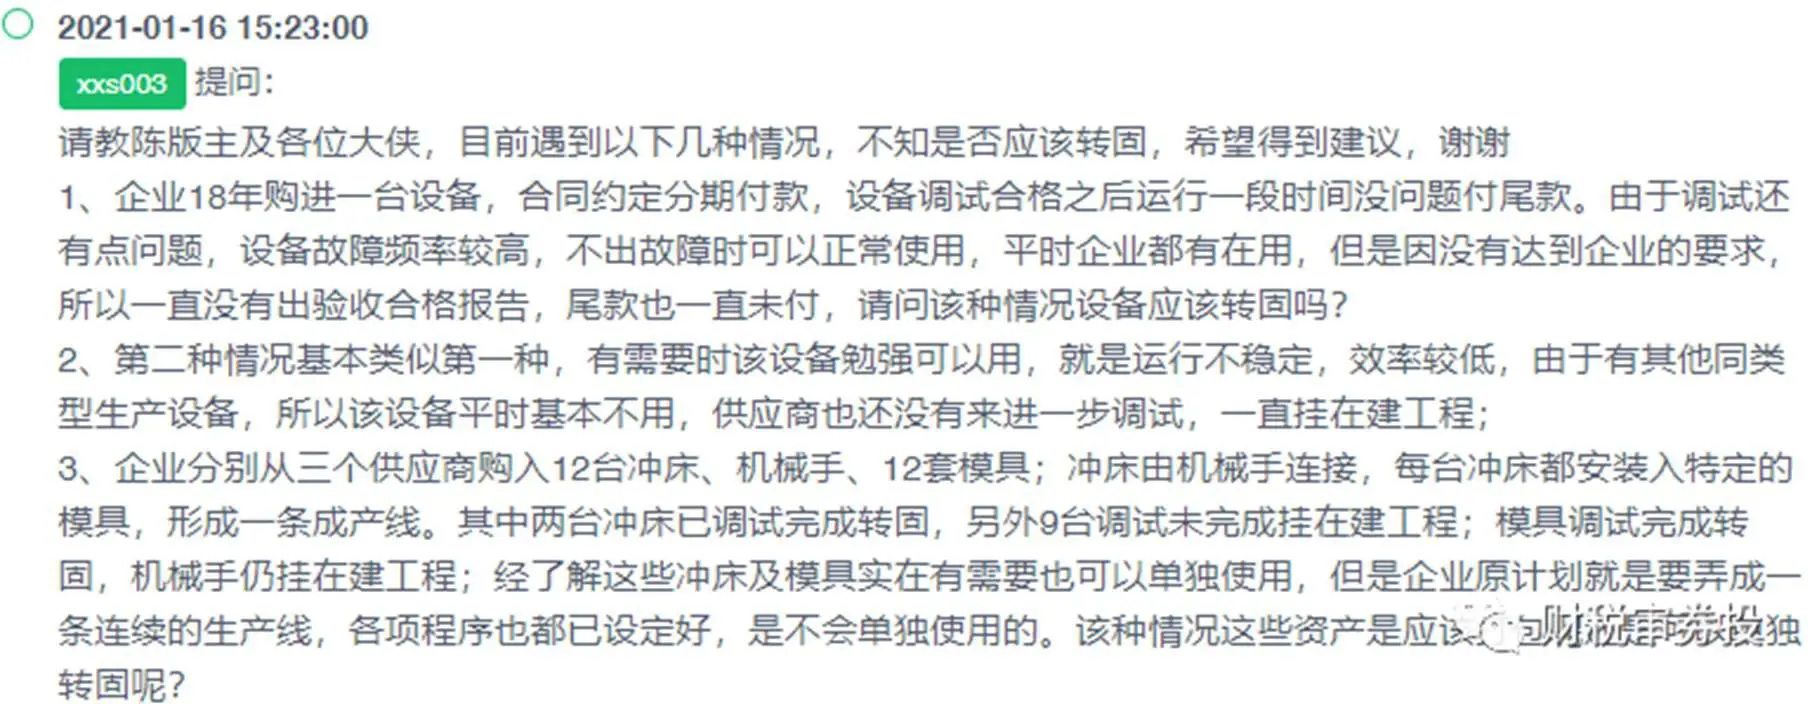 2021-01-16 15:23:00
xxs003 提问：
请教陈版主及各位大侠，目前遇到以下几种情况，不知是否应该转固，希望得到建议，谢谢
1、企业18年购进一台设备，合同约定分期付款，设备调试合格之后运行一段时间没问题付尾款。由于调试还
有点问题，设备故障频率较高，不出故障时可以正常使用，平时企业都有在用，但是因没有达到企业的要求，
所以一直没有出验收合格报告，尾款也一直未付，请问该种情况设备应该转固吗？
2、第二种情况基本类似第一种，有需要时该设备勉强可以用，就是运行不稳定，效率较低，由于有其他同类
型生产设备，所以该设备平时基本不用，供应商也还没有来进一步调试，一直挂在建工程；
3、企业分别从三个供应商购入12台冲床、机械手、12套模具；冲床由机械手连接，每台冲床都安装入特定的
模具，形成一条成产线。其中两台冲床已调试完成转固，另外9台调试未完成挂在建工程；模具调试完成转
固，机械手仍挂在建工程；经了解这些冲床及模具实在有需要也可以单独使用，但是企业原计划就是要弄成一
条连续的生产线，各项程序也都已设定好，是不会单独使用的。该种情况这些资产是应该 独
财税审券投
转固呢？